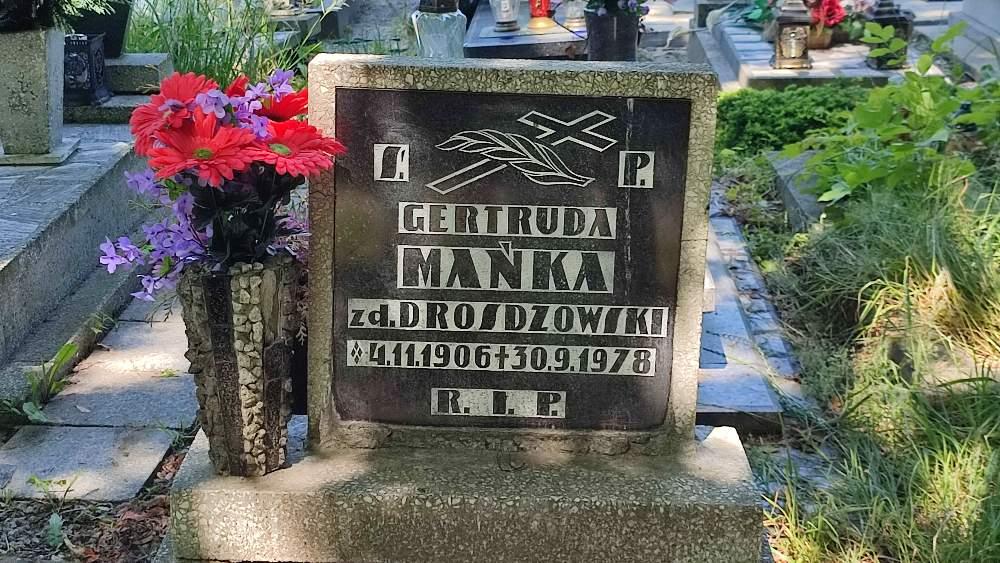 Ś. P.
GERTRUDA
MAŃKA
zd. DROSDZOWSKI
4.11.1906 † 30.9.1978
R. I. P.